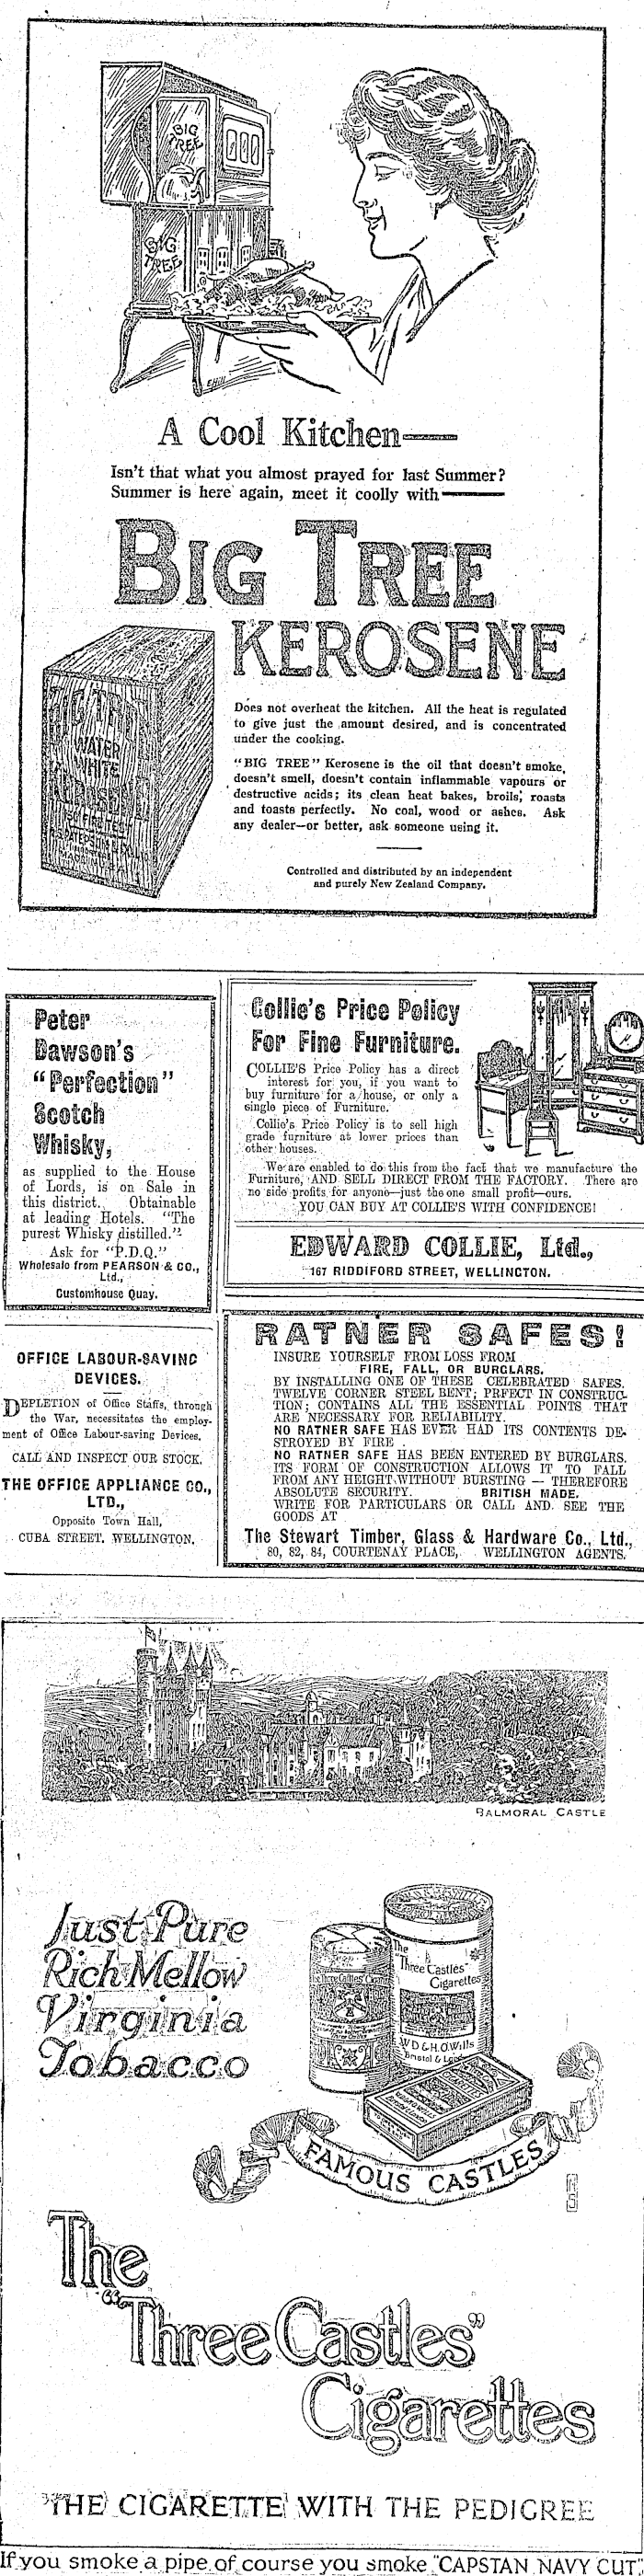 BIG
TREE
BIG
TREE
A Cool Kitchen—
Isn't that what you almost prayed for last Summer?
Summer is here again, meet it coolly with—
BIG TREE
KEROSENE
BIG TREE
WATER
WHITE
KEROSENE
Does not overheat the kitchen. All the heat is regulated
to give just the amount desired, and is concentrated
under the cooking.
"BIG TREE" Kerosene is the oil that doesn't smoke,
doesn't smell, doesn't contain inflammable vapours or
destructive acids; its clean heat bakes, broils, roasts
and toasts perfectly. No coal, wood or ashes. Ask
any dealer—or better, ask someone using it.
Controlled and distributed by an independent
and purely New Zealand Company.
Peter
Dawson's
"Perfection"
Scotch
Whisky,
as supplied to the House
of Lords, is on Sale in
this district. Obtainable
at leading Hotels. "The
purest Whisky distilled."
Ask for "P.D.Q."
Wholesale from PEARSON & CO.,
Ltd.,
Customhouse Quay.
OFFICE LABOUR-SAVING
DEVICES.
DEPLETION of Office Staffs, through
the War, necessitates the employ-
ment of Office Labour-saving Devices.
CALL AND INSPECT OUR STOCK.
THE OFFICE APPLIANCE CO.,
LTD.,
Opposite Town Hall,
CUBA STREET, WELLINGTON.
Collie's Price Policy
For Fine Furniture.
COLLIE'S Price Policy has a direct
interest for you, if you want to
buy furniture for a house, or only a
single piece of Furniture.
Collie's Price Policy is to sell high
grade furniture at lower prices than
other houses.
We are enabled to do this from the fact that we manufacture the
Furniture, AND SELL DIRECT FROM THE FACTORY. There are
no side profits for anyone—just the one small profit—ours.
YOU CAN BUY AT COLLIE'S WITH CONFIDENCE!
EDWARD COLLIE, Ltd.,
167 RIDDIFORD STREET, WELLINGTON.
RATNER SAFES!
INSURE YOURSELF FROM LOSS FROM
FIRE, FALL, OR BURGLARS.
BY INSTALLING ONE OF THESE CELEBRATED SAFES.
TWELVE CORNER STEEL BENT; PRFECT IN CONSTRUC-
TION; CONTAINS ALL THE ESSENTIAL POINTS THAT
ARE NECESSARY FOR RELIABILITY.
NO RATNER SAFE HAS EVER HAD ITS CONTENTS DE-
STROYED BY FIRE.
NO RATNER SAFE HAS BEEN ENTERED BY BURGLARS.
ITS FORM OF CONSTRUCTION ALLOWS IT TO FALL
FROM ANY HEIGHT WITHOUT BURSTING — THEREFORE
ABSOLUTE SECURITY. BRITISH MADE.
WRITE FOR PARTICULARS OR CALL AND SEE THE
GOODS AT
The Stewart Timber, Glass & Hardware Co., Ltd.,
80, 82, 84, COURTENAY PLACE, WELLINGTON AGENTS.
BALMORAL CASTLE
Just Pure
Rich Mellow
Virginia
Tobacco
The
"Three Castles"
Cigarettes
W.D. & H.O. Wills
Bristol &
FAMOUS CASTLES
The
"Three Castles"
Cigarettes
THE CIGARETTE WITH THE PEDIGREE
If you smoke a pipe of course you smoke "CAPSTAN NAVY CUT"